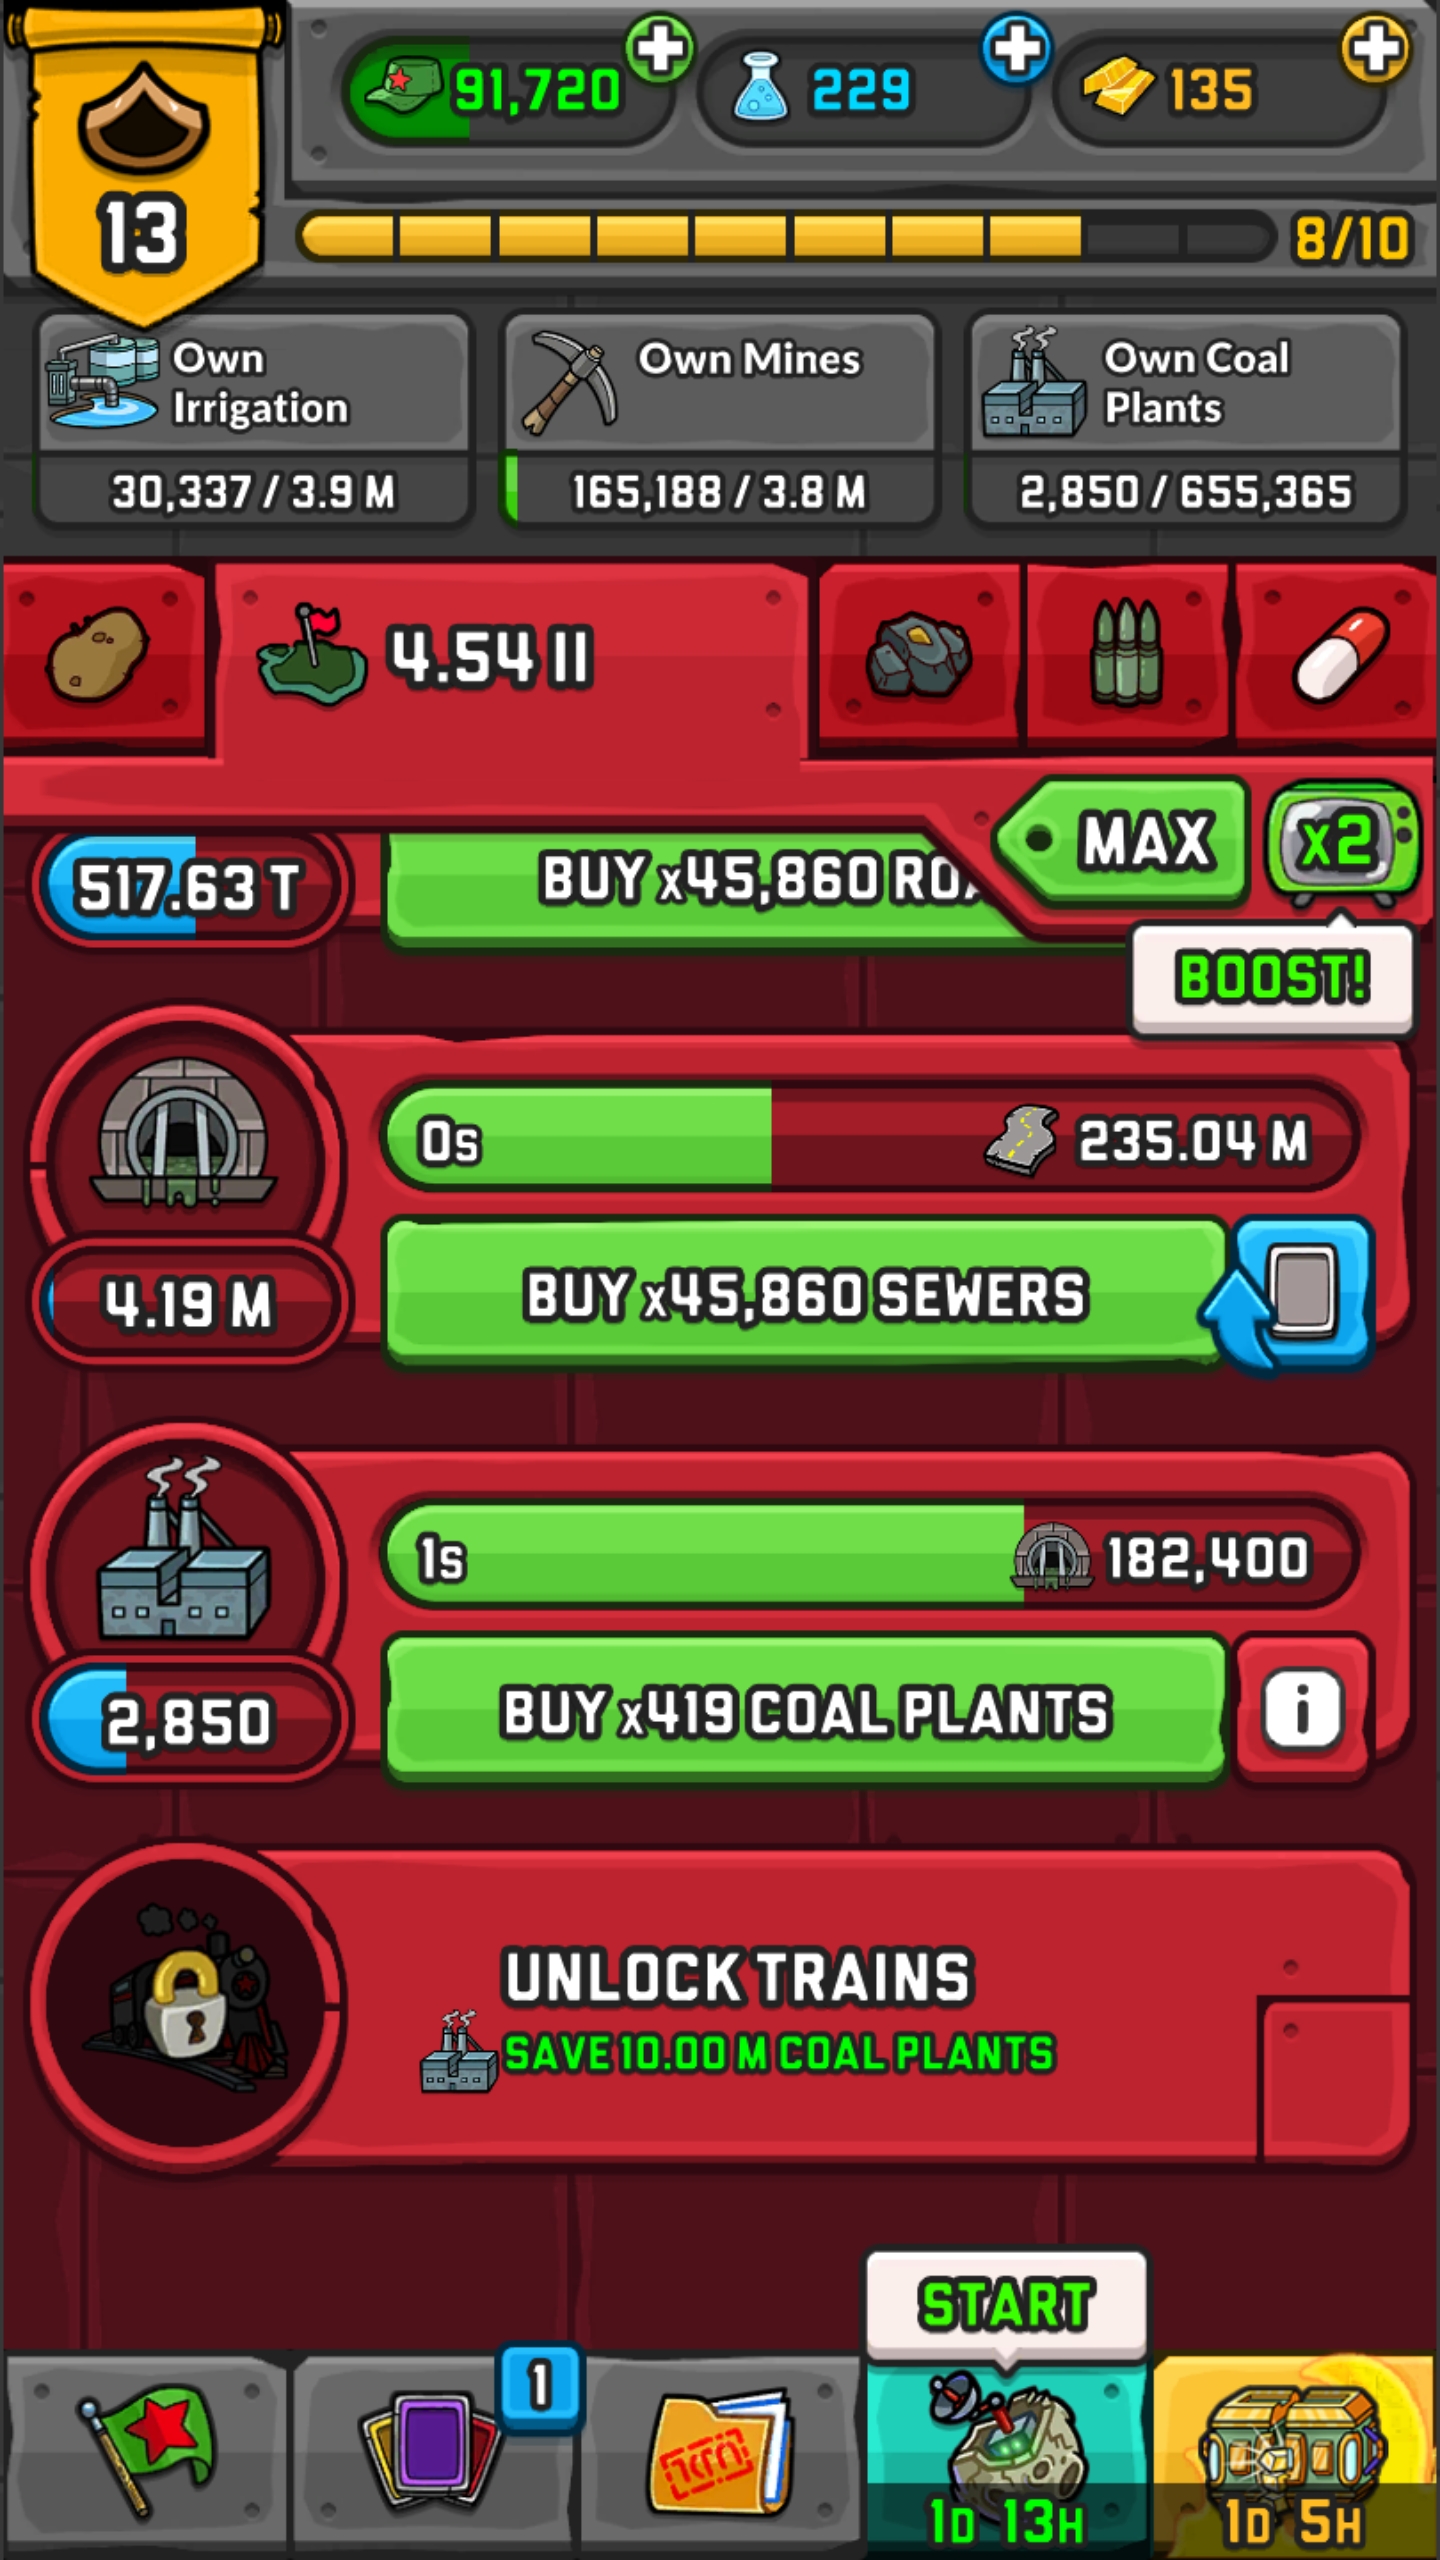 91,720
229
135
13
8/10
Own
Irrigation
30,337 / 3.9 M
Own Mines
165,188 / 3.8 M
Own Coal
Plants
2,850 / 655,365
4.54 II
MAX
x2
BOOST!
517.63 T
BUY x45,860
0s
235.04 M
4.19 M
BUY x45,860 SEWERS
1s
182,400
2,850
BUY x419 COAL PLANTS
i
UNLOCK TRAINS
SAVE 10.00 M COAL PLANTS
START
1
1D 13H
1D 5H